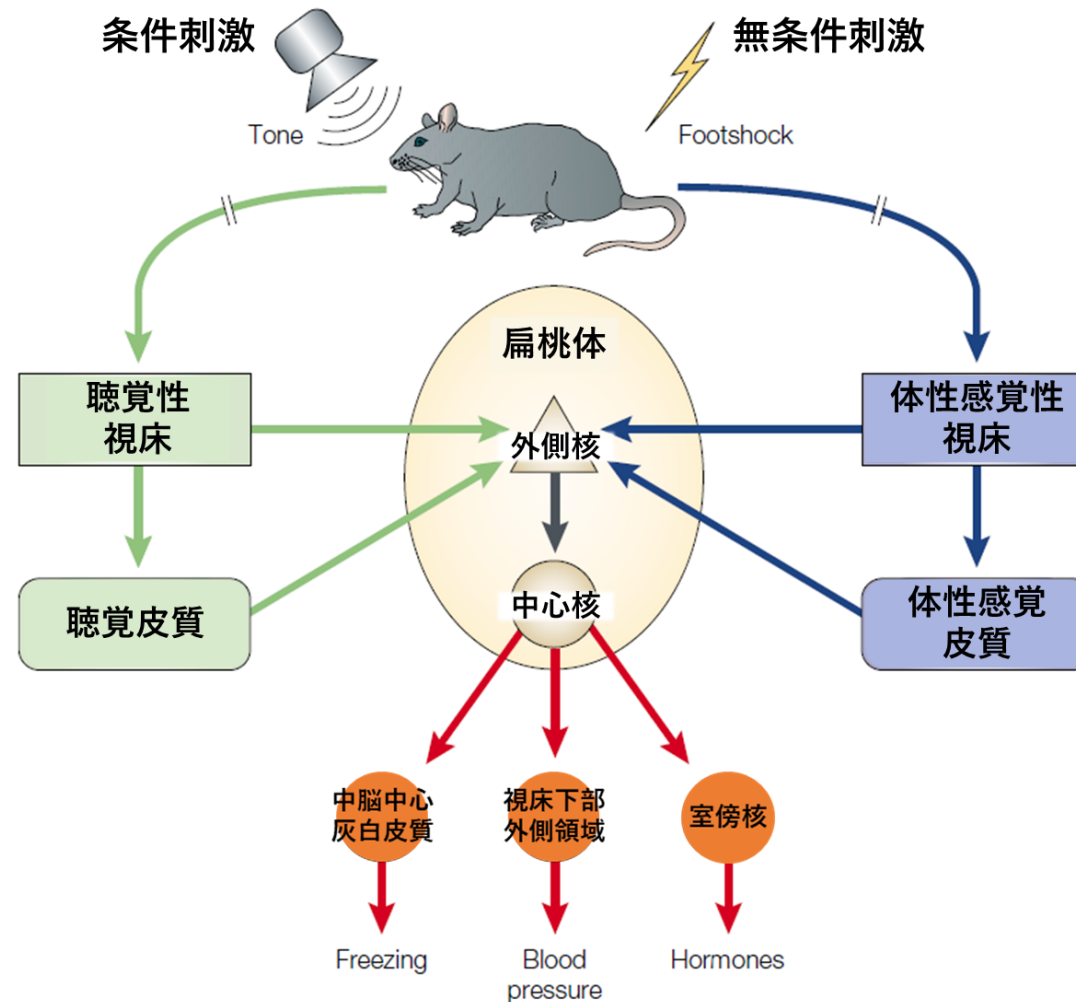 条件刺激
無条件刺激
Tone
Footshock
扁桃体
聴覚性
視床
外側核
体性感覚性
視床
聴覚皮質
中心核
体性感覚
皮質
中脳中心
灰白皮質
視床下部
外側領域
室傍核
Freezing
Blood
pressure
Hormones